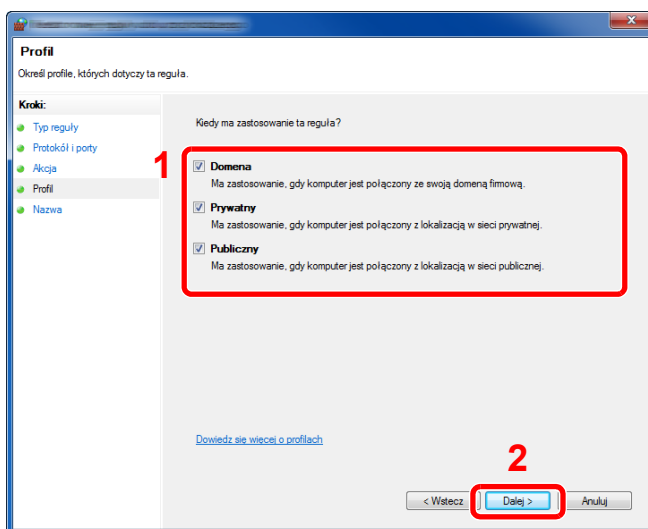 Profil
Określ profile, których dotyczy ta reguła.
Kroki:
Typ reguły
Protokół i porty
Akcja
Profil
Nazwa
Kiedy ma zastosowanie ta reguła?
1
Domena
Ma zastosowanie, gdy komputer jest połączony ze swoją domeną firmową.
Prywatny
Ma zastosowanie, gdy komputer jest połączony z lokalizacją w sieci prywatnej.
Publiczny
Ma zastosowanie, gdy komputer jest połączony z lokalizacją w sieci publicznej.
Dowiedz się więcej o profilach
2
< Wstecz Dalej > Anuluj